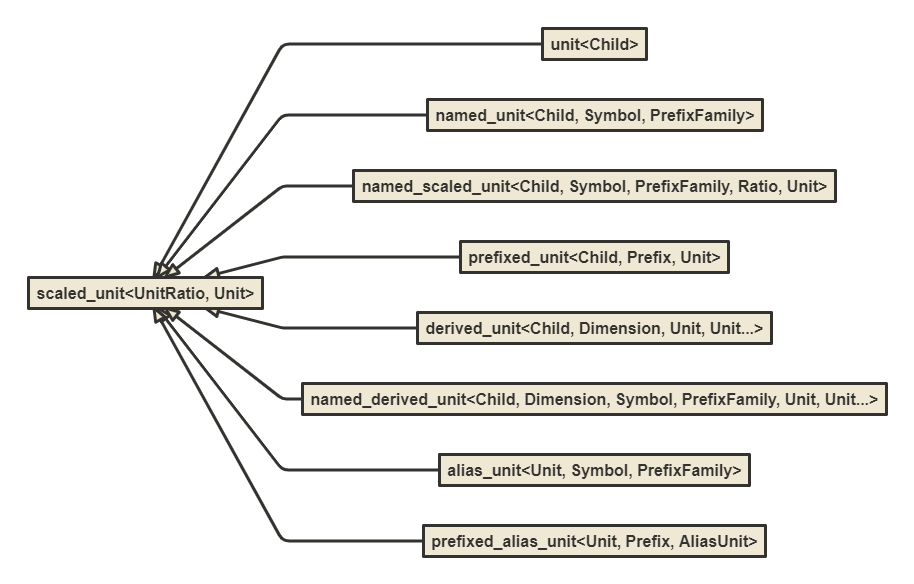 unit<Child>
named_unit<Child, Symbol, PrefixFamily>
named_scaled_unit<Child, Symbol, PrefixFamily, Ratio, Unit>
prefixed_unit<Child, Prefix, Unit>
scaled_unit<UnitRatio, Unit>
derived_unit<Child, Dimension, Unit, Unit...>
named_derived_unit<Child, Dimension, Symbol, PrefixFamily, Unit, Unit...>
alias_unit<Unit, Symbol, PrefixFamily>
prefixed_alias_unit<Unit, Prefix, AliasUnit>